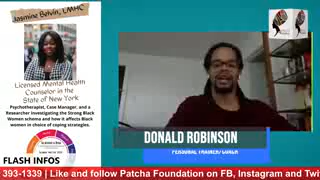 Jasmine Belvin, LMHC
Licensed Mental Health
Counselor in the
State of New York
Psychotherapist, Case Manager, and a
Researcher investigating the Strong Black
Women schema and how it affects Black
women in choice of coping strategies.
FLASH INFOS
DONALD ROBINSON
PERSONAL TRAINER/COACH
393-1339 | Like and follow Patcha Foundation on FB, Instagram and Twi